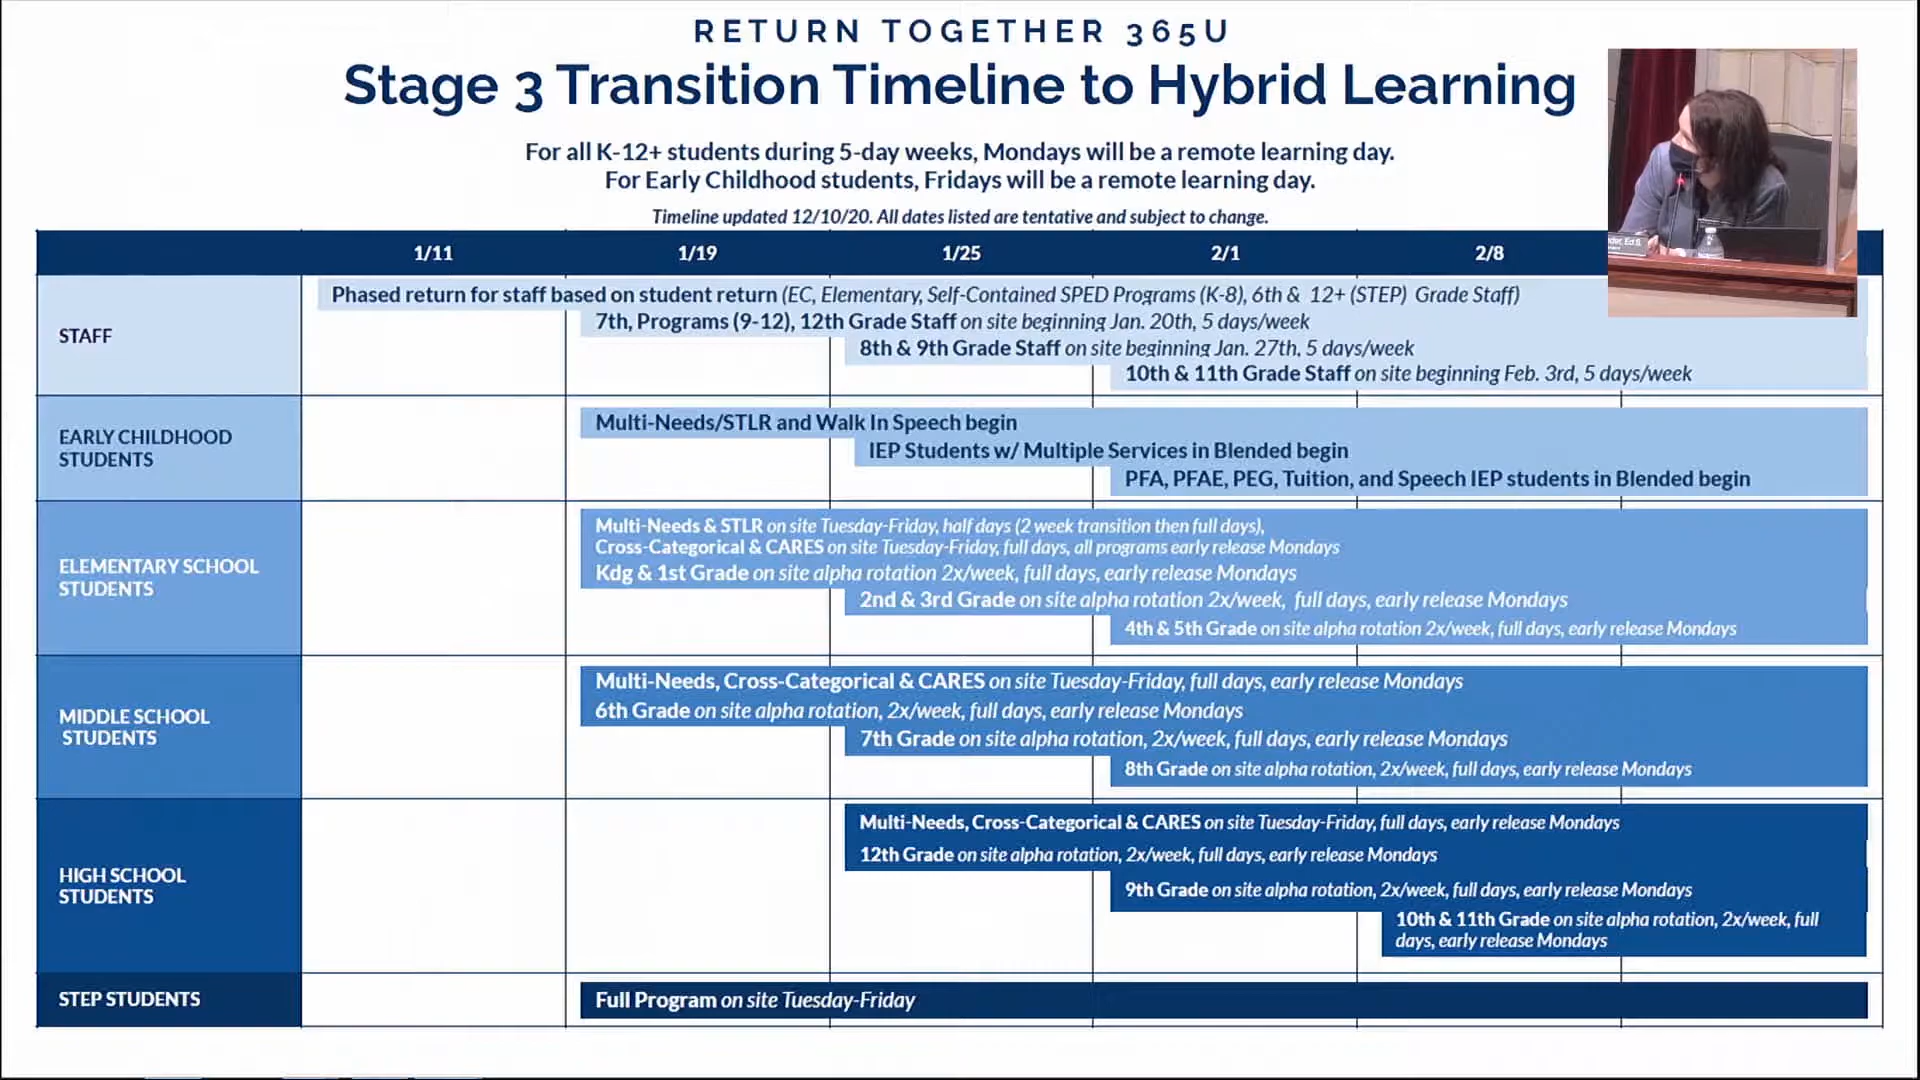 RETURN TOGETHER 365U
Stage 3 Transition Timeline to Hybrid Learning
For all K-12+ students during 5-day weeks, Mondays will be a remote learning day.
For Early Childhood students, Fridays will be a remote learning day.
Timeline updated 12/10/20. All dates listed are tentative and subject to change.
1/11 1/19 1/25 2/1 2/8
STAFF
Phased return for staff based on student return (EC, Elementary, Self-Contained SPED Programs (K-8), 6th & 12+ (STEP) Grade Staff)
7th, Programs (9-12), 12th Grade Staff on site beginning Jan. 20th, 5 days/week
8th & 9th Grade Staff on site beginning Jan. 27th, 5 days/week
10th & 11th Grade Staff on site beginning Feb. 3rd, 5 days/week
EARLY CHILDHOOD
STUDENTS
Multi-Needs/STLR and Walk In Speech begin
IEP Students w/ Multiple Services in Blended begin
PFA, PFAE, PEG, Tuition, and Speech IEP students in Blended begin
ELEMENTARY SCHOOL
STUDENTS
Multi-Needs & STLR on site Tuesday-Friday, half days (2 week transition then full days),
Cross-Categorical & CARES on site Tuesday-Friday, full days, all programs early release Mondays
Kdg & 1st Grade on site alpha rotation 2x/week, full days, early release Mondays
2nd & 3rd Grade on site alpha rotation 2x/week, full days, early release Mondays
4th & 5th Grade on site alpha rotation 2x/week, full days, early release Mondays
MIDDLE SCHOOL
STUDENTS
Multi-Needs, Cross-Categorical & CARES on site Tuesday-Friday, full days, early release Mondays
6th Grade on site alpha rotation, 2x/week, full days, early release Mondays
7th Grade on site alpha rotation, 2x/week, full days, early release Mondays
8th Grade on site alpha rotation, 2x/week, full days, early release Mondays
HIGH SCHOOL
STUDENTS
Multi-Needs, Cross-Categorical & CARES on site Tuesday-Friday, full days, early release Mondays
12th Grade on site alpha rotation, 2x/week, full days, early release Mondays
9th Grade on site alpha rotation, 2x/week, full days, early release Mondays
10th & 11th Grade on site alpha rotation, 2x/week, full
days, early release Mondays
STEP STUDENTS
Full Program on site Tuesday-Friday